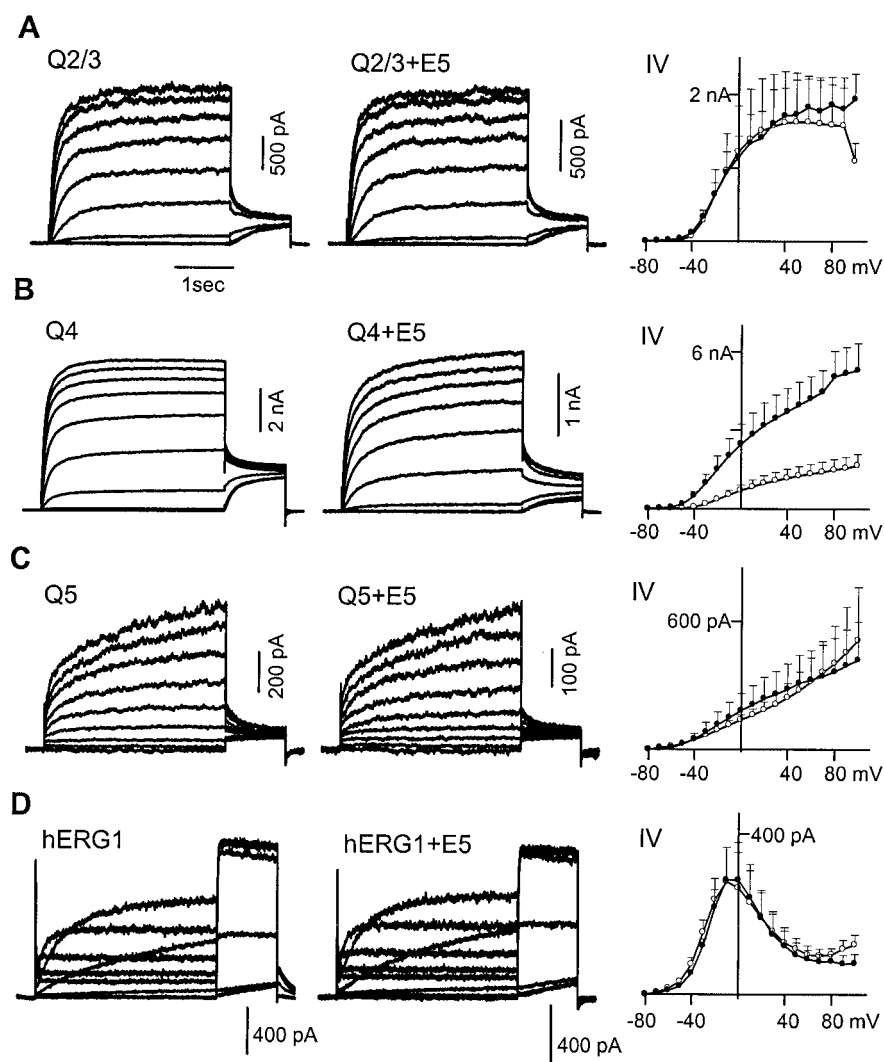 A
Q2/3
Q2/3+E5
IV
2 nA
500 pA
500 pA
-80
-40
40
80 mV
1sec
B
Q4
Q4+E5
IV
6 nA
2 nA
1 nA
-80
-40
40
80 mV
C
Q5
Q5+E5
IV
600 pA
200 pA
100 pA
-80
-40
40
80 mV
D
hERG1
hERG1+E5
IV
400 pA
-80
-40
40
80 mV
400 pA
400 pA